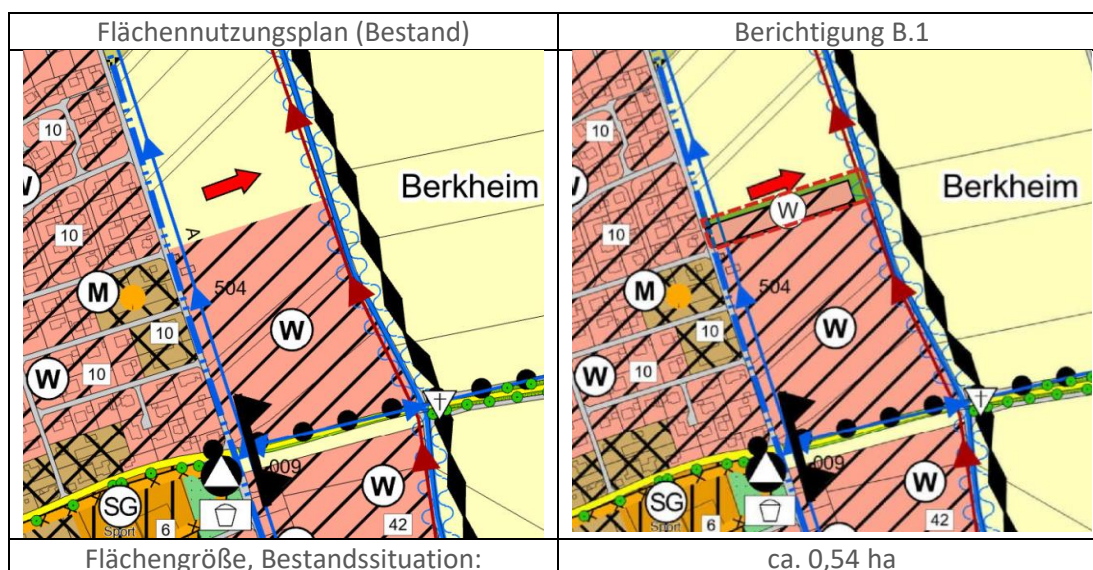 Flächennutzungsplan (Bestand)
Berichtigung B.1
10
W
10
10
A
504
M
10
W
10
W
009
W
SG
Sport
6
42
Berkheim
10
W
10
W
10
504
M
10
W
10
W
009
W
SG
Sport
6
42
Berkheim
Flächengröße, Bestandssituation:
ca. 0,54 ha